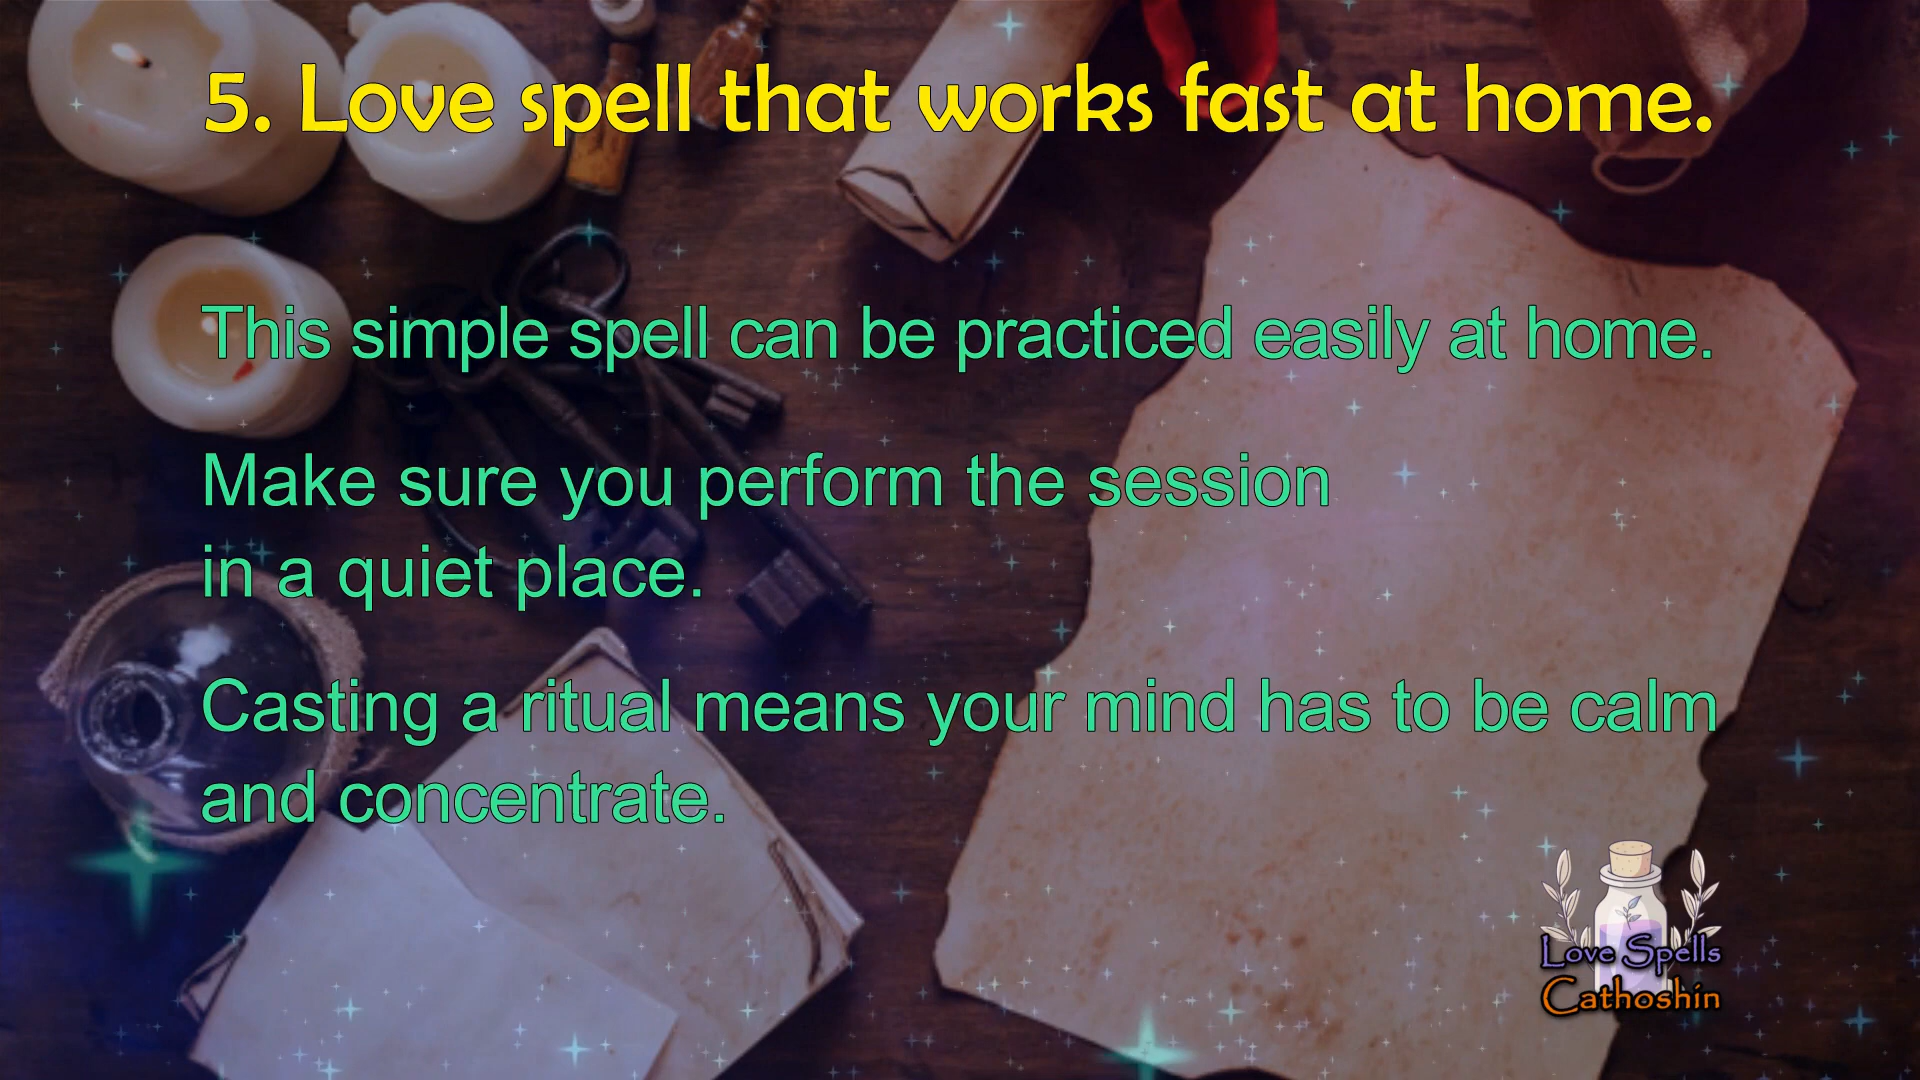 5. Love spell that works fast at home.
This simple spell can be practiced easily at home.
Make sure you perform the session
in a quiet place.
Casting a ritual means your mind has to be calm
and concentrate.
Love Spells
Cathoshin